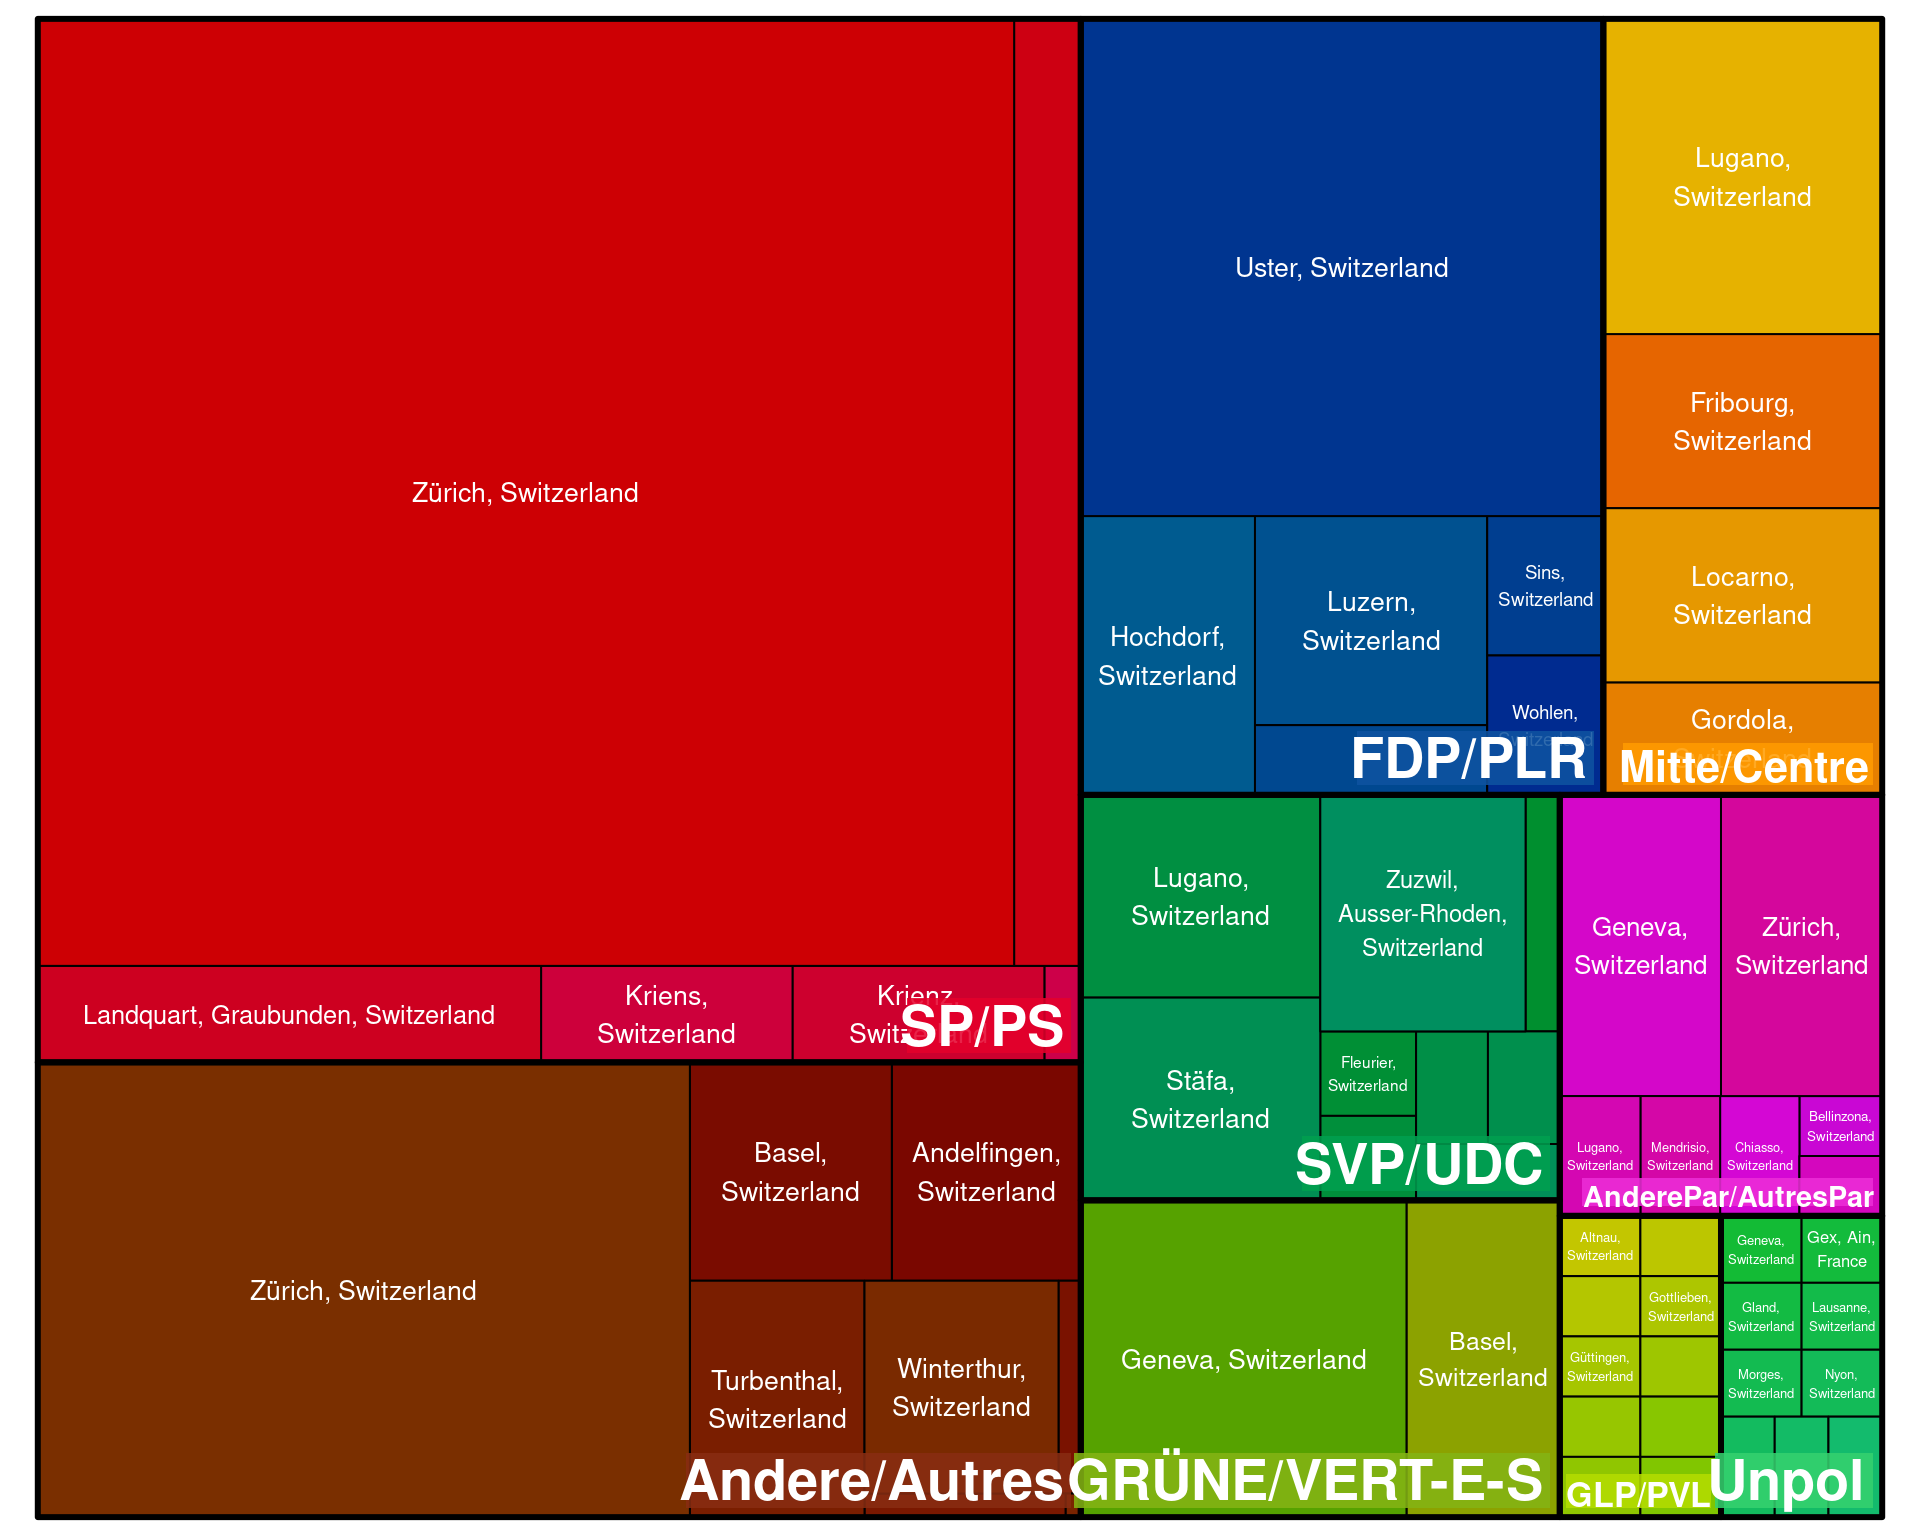 Zürich, Switzerland
Landquart, Graubunden, Switzerland
Kriens,
Switzerland
Krienz,
Switzerland
SP/PS
Zürich, Switzerland
Basel,
Switzerland
Andelfingen,
Switzerland
Turbenthal,
Switzerland
Winterthur,
Switzerland
Andere/Autres
Uster, Switzerland
Hochdorf,
Switzerland
Luzern,
Switzerland
Sins,
Switzerland
Wohlen,
Switzerland
FDP/PLR
Lugano,
Switzerland
Fribourg,
Switzerland
Locarno,
Switzerland
Gordola,
Switzerland
Mitte/Centre
Lugano,
Switzerland
Zuzwil,
Ausser-Rhoden,
Switzerland
Stäfa,
Switzerland
Fleurier,
Switzerland
SVP/UDC
Geneva,
Switzerland
Zürich,
Switzerland
Lugano,
Switzerland
Mendrisio,
Switzerland
Chiasso,
Switzerland
Bellinzona,
Switzerland
AnderePar/AutresPar
Geneva, Switzerland
Basel,
Switzerland
GRÜNE/VERT-E-S
Altnau,
Switzerland
Gottlieben,
Switzerland
Güttingen,
Switzerland
GLP/PVL
Geneva,
Switzerland
Gex, Ain,
France
Gland,
Switzerland
Lausanne,
Switzerland
Morges,
Switzerland
Nyon,
Switzerland
Unpol